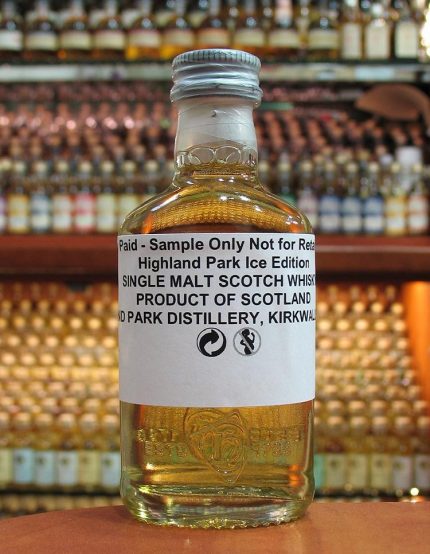 Paid - Sample Only Not for Reta
Highland Park Ice Edition
SINGLE MALT SCOTCH WHISK
PRODUCT OF SCOTLAND
D PARK DISTILLERY, KIRKWAL